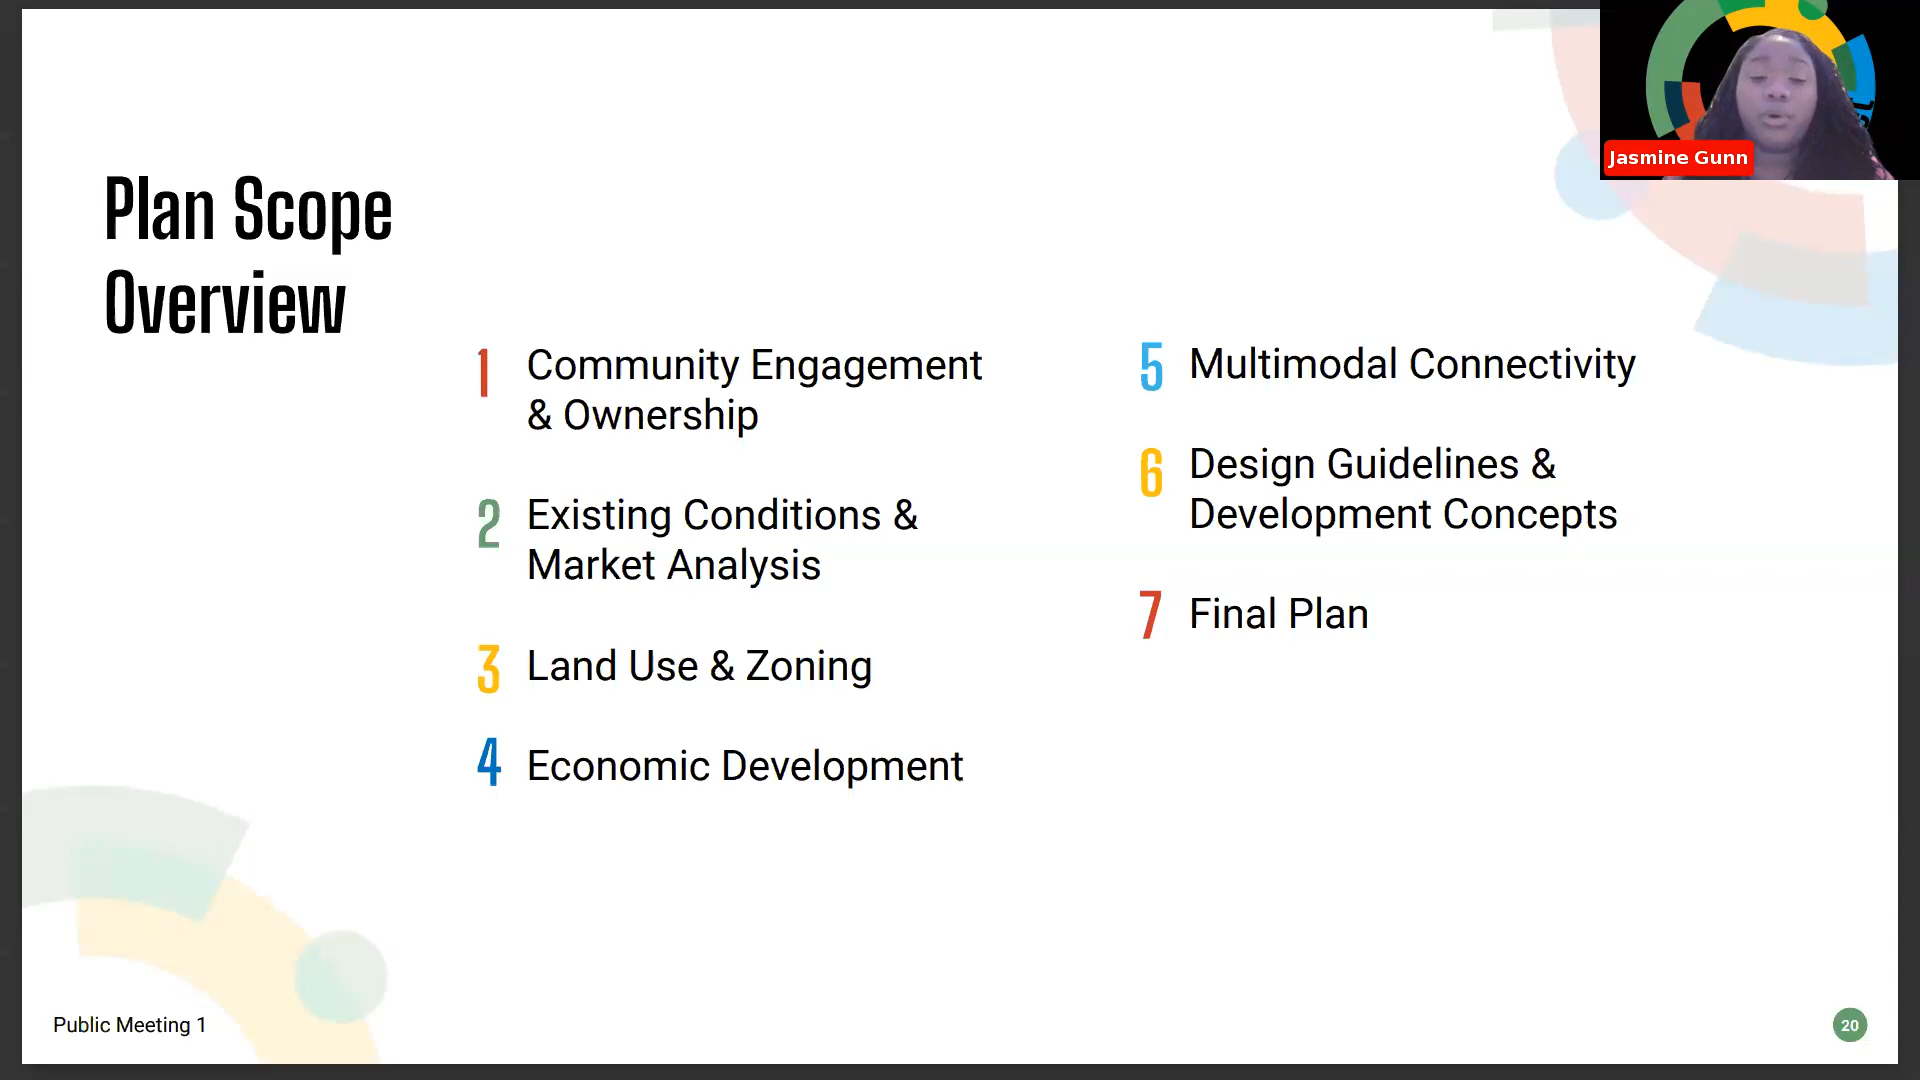 Jasmine Gunn
Plan Scope
Overview
1 Community Engagement
& Ownership
2 Existing Conditions &
Market Analysis
3 Land Use & Zoning
4 Economic Development
5 Multimodal Connectivity
6 Design Guidelines &
Development Concepts
7 Final Plan
Public Meeting 1
20